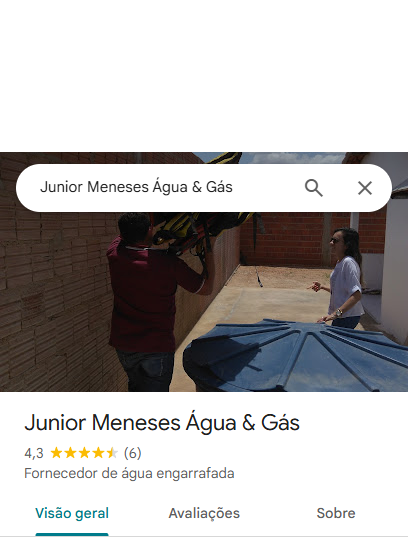 Junior Meneses Água & Gás
Junior Meneses Água & Gás
4,3 (6)
Fornecedor de água engarrafada
Visão geral
Avaliações
Sobre